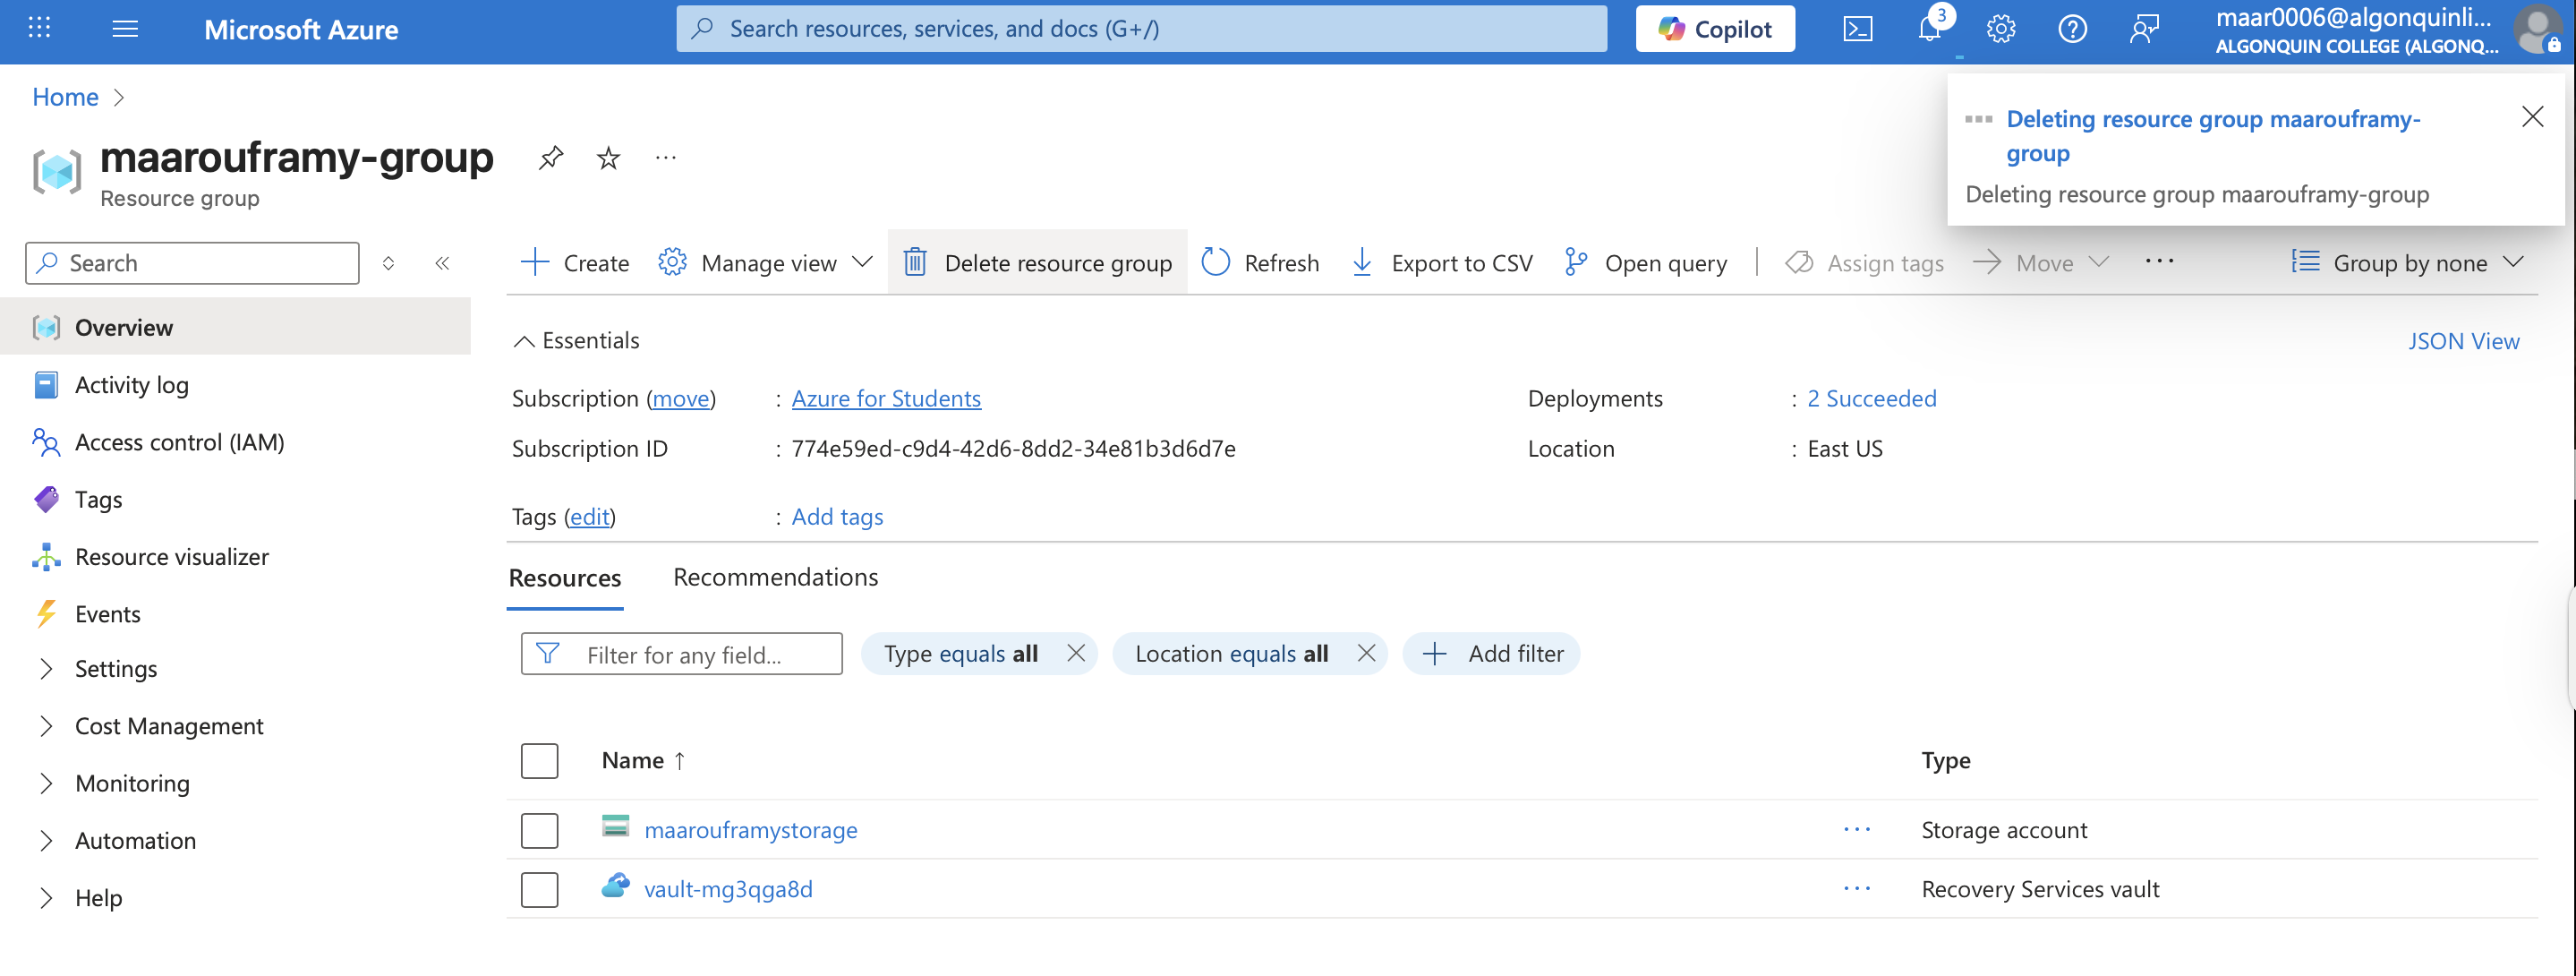 Microsoft Azure
Search resources, services, and docs (G+/)
Copilot
3
maar0006@algonquinli...
ALGONQUIN COLLEGE (ALGONQ...
Home
Deleting resource group maarouframy-
group
Deleting resource group maarouframy-group
maarouframy-group
Resource group
Search
Create
Manage view
Delete resource group
Refresh
Export to CSV
Open query
Assign tags
Move
Group by none
Overview
Activity log
Access control (IAM)
Tags
Resource visualizer
Events
Settings
Cost Management
Monitoring
Automation
Help
Essentials
JSON View
Subscription (move) : Azure for Students
Deployments : 2 Succeeded
Subscription ID : 774e59ed-c9d4-42d6-8dd2-34e81b3d6d7e
Location : East US
Tags (edit) : Add tags
Resources
Recommendations
Filter for any field...
Type equals all
Location equals all
Add filter
Name ↑
Type
maarouframystorage
Storage account
vault-mg3qga8d
Recovery Services vault